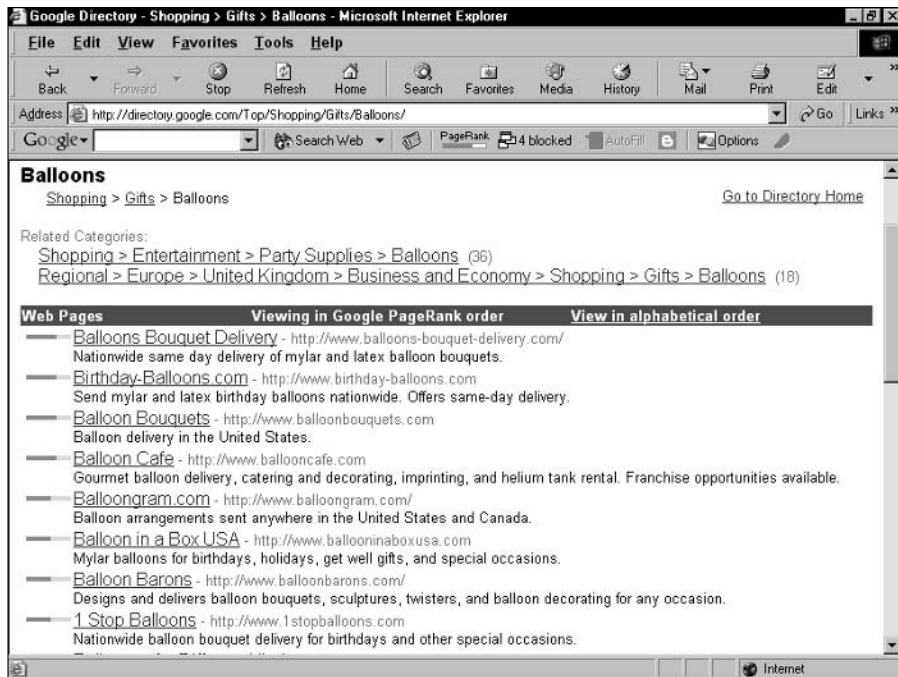 Google Directory - Shopping > Gifts > Balloons - Microsoft Internet Explorer
File Edit View Favorites Tools Help
Back Forward Stop Refresh Home Search Favorites Media History Mail Print Edit
Address http://directory.google.com/Top/Shopping/Gifts/Balloons/ Go Links »
Google Search Web PageRank 4 blocked AutoFill Options
Balloons
Shopping > Gifts > Balloons Go to Directory Home
Related Categories:
Shopping > Entertainment > Party Supplies > Balloons (36)
Regional > Europe > United Kingdom > Business and Economy > Shopping > Gifts > Balloons (18)
Web Pages Viewing in Google PageRank order View in alphabetical order
Balloons Bouquet Delivery - http://www.balloons-bouquet-delivery.com/
Nationwide same day delivery of mylar and latex balloon bouquets.
Birthday-Balloons.com - http://www.birthday-balloons.com
Send mylar and latex birthday balloons nationwide. Offers same-day delivery.
Balloon Bouquets - http://www.balloonbouquets.com
Balloon delivery in the United States.
Balloon Cafe - http://www.ballooncafe.com
Gourmet balloon delivery, catering and decorating, imprinting, and helium tank rental. Franchise opportunities available.
Balloongram.com - http://www.balloongram.com/
Balloon arrangements sent anywhere in the United States and Canada.
Balloon in a Box USA - http://www.ballooninaboxusa.com
Mylar balloons for birthdays, holidays, get well gifts, and special occasions.
Balloon Barons - http://www.balloonbarons.com/
Designs and delivers balloon bouquets, sculptures, twisters, and balloon decorating for any occasion.
1 Stop Balloons - http://www.1stopballoons.com
Nationwide balloon bouquet delivery for birthdays and other special occasions.
Internet